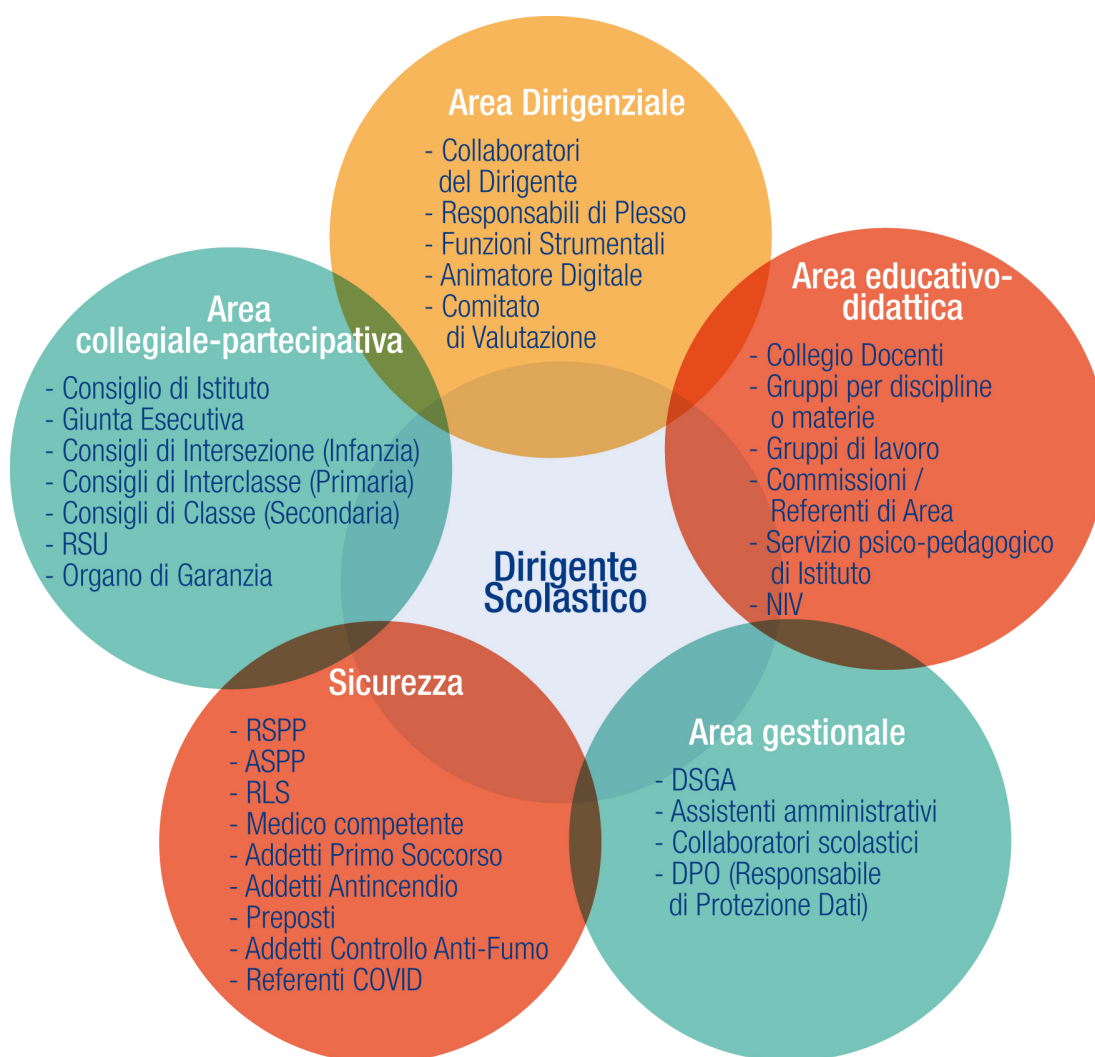 Area Dirigenziale
- Collaboratori
del Dirigente
- Responsabili di Plesso
- Funzioni Strumentali
- Animatore Digitale
- Comitato
di Valutazione
Area educativo-
didattica
- Collegio Docenti
- Gruppi per discipline
o materie
- Gruppi di lavoro
- Commissioni /
Referenti di Area
- Servizio psico-pedagogico
di Istituto
- NIV
Area
collegiale-partecipativa
- Consiglio di Istituto
- Giunta Esecutiva
- Consigli di Intersezione (Infanzia)
- Consigli di Interclasse (Primaria)
- Consigli di Classe (Secondaria)
- RSU
- Organo di Garanzia
Dirigente
Scolastico
Sicurezza
- RSPP
- ASPP
- RLS
- Medico competente
- Addetti Primo Soccorso
- Addetti Antincendio
- Preposti
- Addetti Controllo Anti-Fumo
- Referenti COVID
Area gestionale
- DSGA
- Assistenti amministrativi
- Collaboratori scolastici
- DPO (Responsabile
di Protezione Dati)